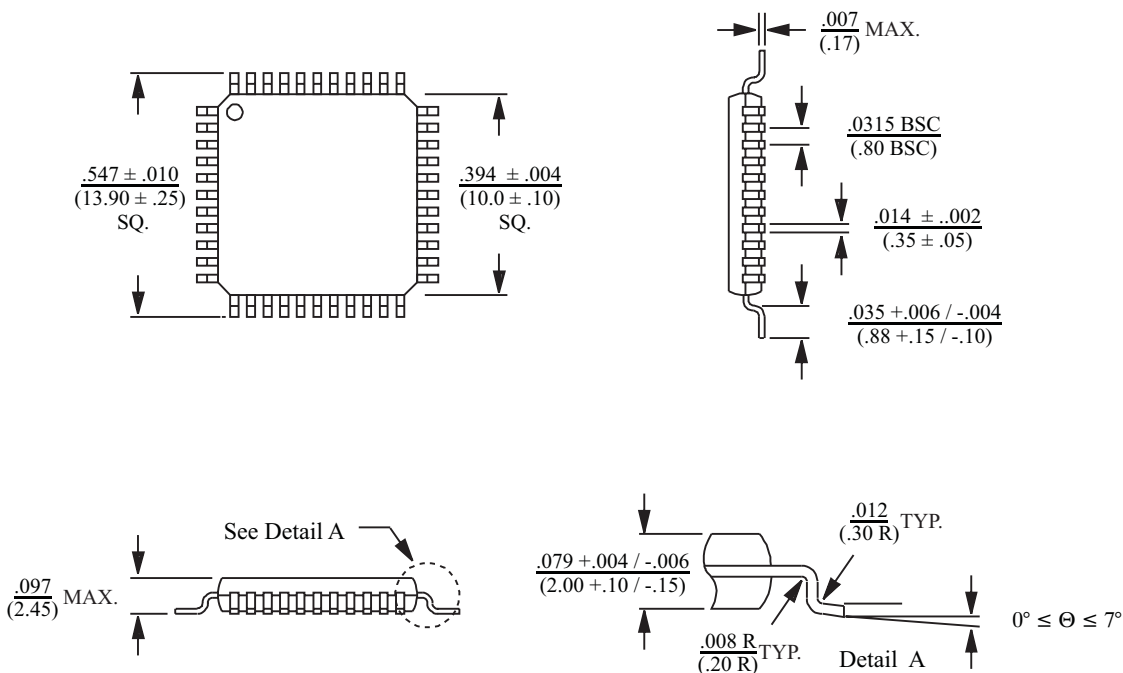 .007
(.17)
MAX.
.547 ± .010
(13.90 ± .25)
SQ.
.394 ± .004
(10.0 ± .10)
SQ.
.0315 BSC
(.80 BSC)
.014 ± ..002
(.35 ± .05)
.035 +.006 / -.004
(.88 +.15 / -.10)
See Detail A
.097
(2.45)
MAX.
.079 +.004 / -.006
(2.00 +.10 / -.15)
.012
(.30 R)
TYP.
.008 R
(.20 R)
TYP.
0° ≤ Θ ≤ 7°
Detail A